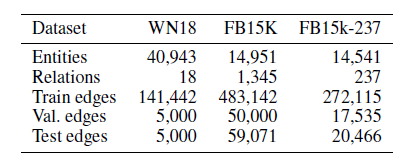 Dataset WN18 FB15K FB15k-237
Entities 40,943 14,951 14,541
Relations 18 1,345 237
Train edges 141,442 483,142 272,115
Val. edges 5,000 50,000 17,535
Test edges 5,000 59,071 20,466